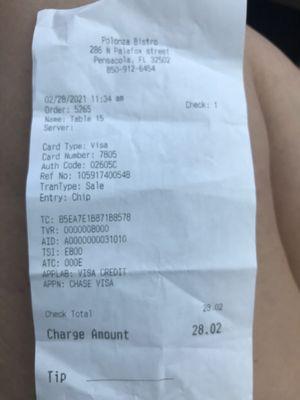 Polonza Bistro
286 N Palafox street
Pensacola, FL 32502
850-912-6454
02/28/2021 11:34 am
Check: 1
Order: 5265
Name: Table 15
Server:
Card Type: Visa
Card Number: 7805
Auth Code: 02605C
Ref No: 105917400548
TranType: Sale
Entry: Chip
TC: B5EA7E1B871B8578
TVR: 0000008000
AID: A0000000031010
TSI: E800
ATC: 000E
APPLAB: VISA CREDIT
APPN: CHASE VISA
Check Total 28.02
Charge Amount 28.02
Tip